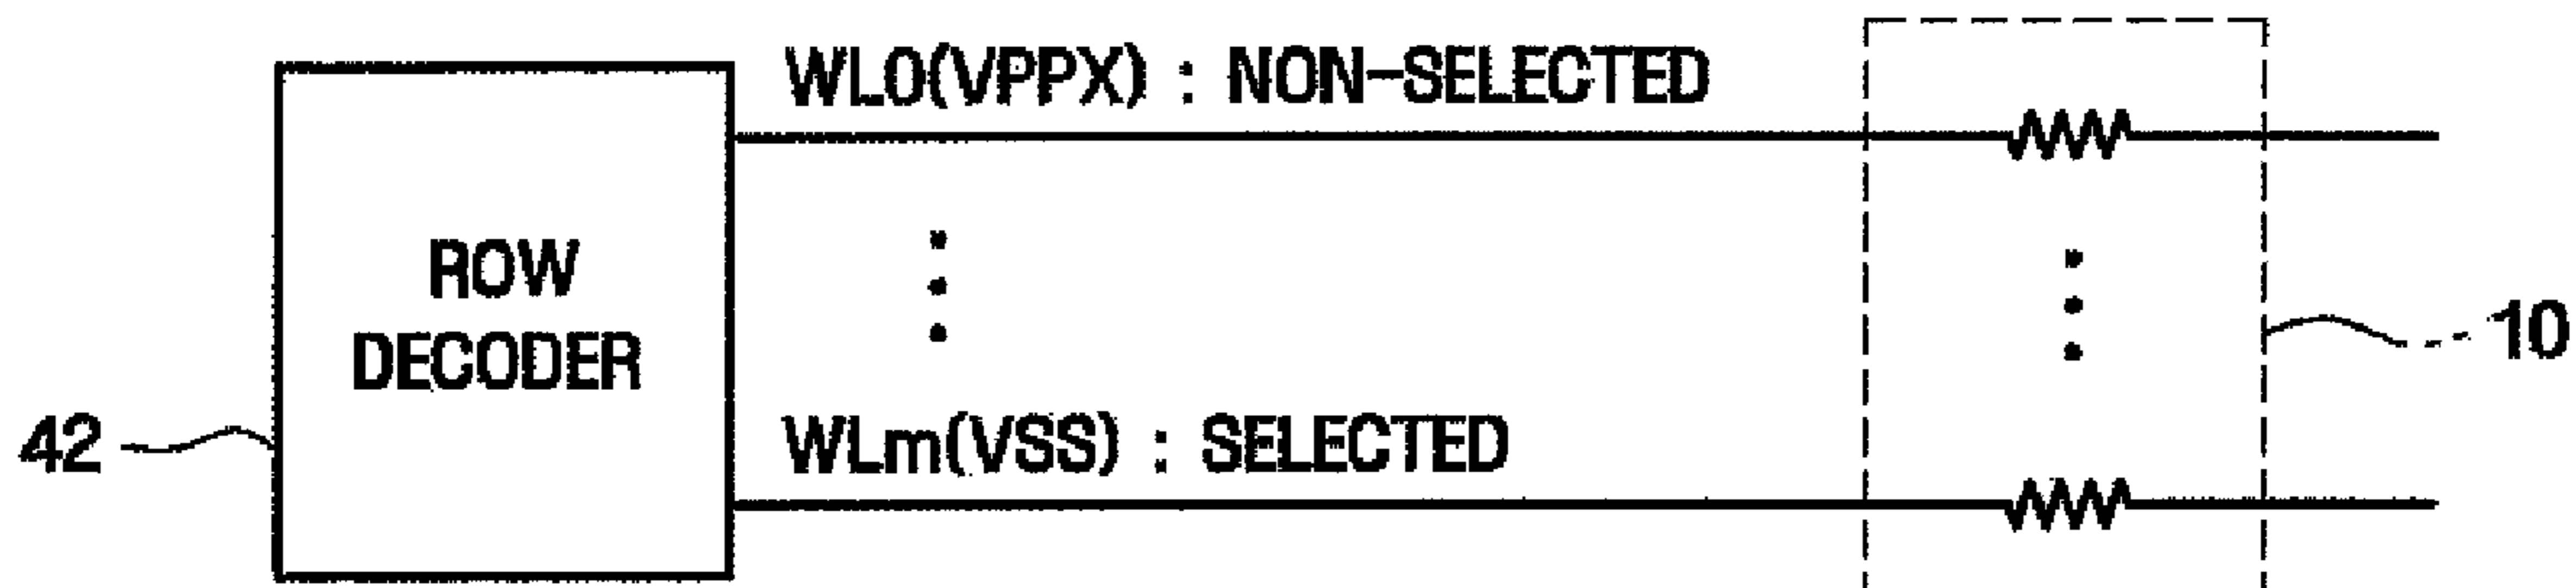 WL0(VPPX) : NON-SELECTED
ROW
DECODER
10
42
WLm(VSS) : SELECTED